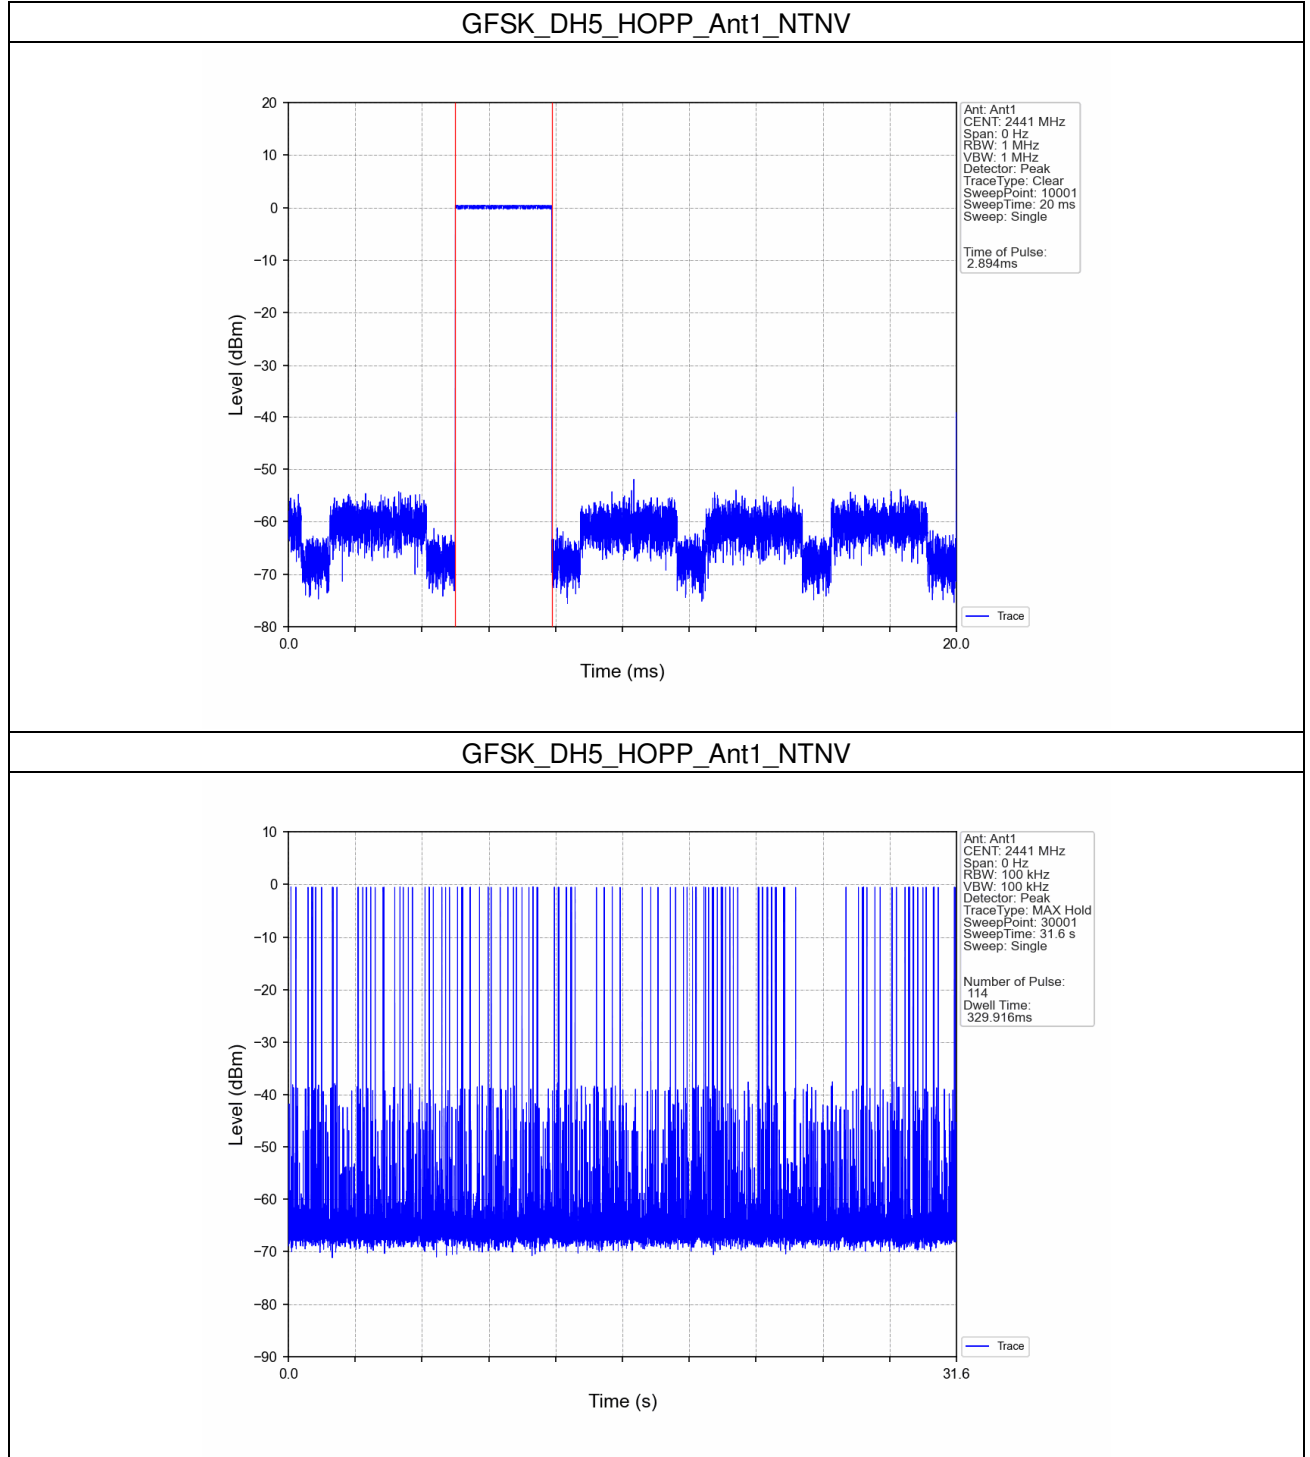 GFSK_DH5_HOPP_Ant1_NTNV
20
10
0
−10
−20
−30
−40
−50
−60
−70
−80
Level (dBm)
0.0
20.0
Time (ms)
Ant: Ant1
CENT: 2441 MHz
Span: 0 Hz
RBW: 1 MHz
VBW: 1 MHz
Detector: Peak
TraceType: Clear
SweepPoint: 10001
SweepTime: 20 ms
Sweep: Single
Time of Pulse:
2.894ms
Trace
GFSK_DH5_HOPP_Ant1_NTNV
10
0
−10
−20
−30
−40
−50
−60
−70
−80
−90
Level (dBm)
0.0
31.6
Time (s)
Ant: Ant1
CENT: 2441 MHz
Span: 0 Hz
RBW: 100 kHz
VBW: 100 kHz
Detector: Peak
TraceType: MAX Hold
SweepPoint: 30001
SweepTime: 31.6 s
Sweep: Single
Number of Pulse:
114
Dwell Time:
329.916ms
Trace